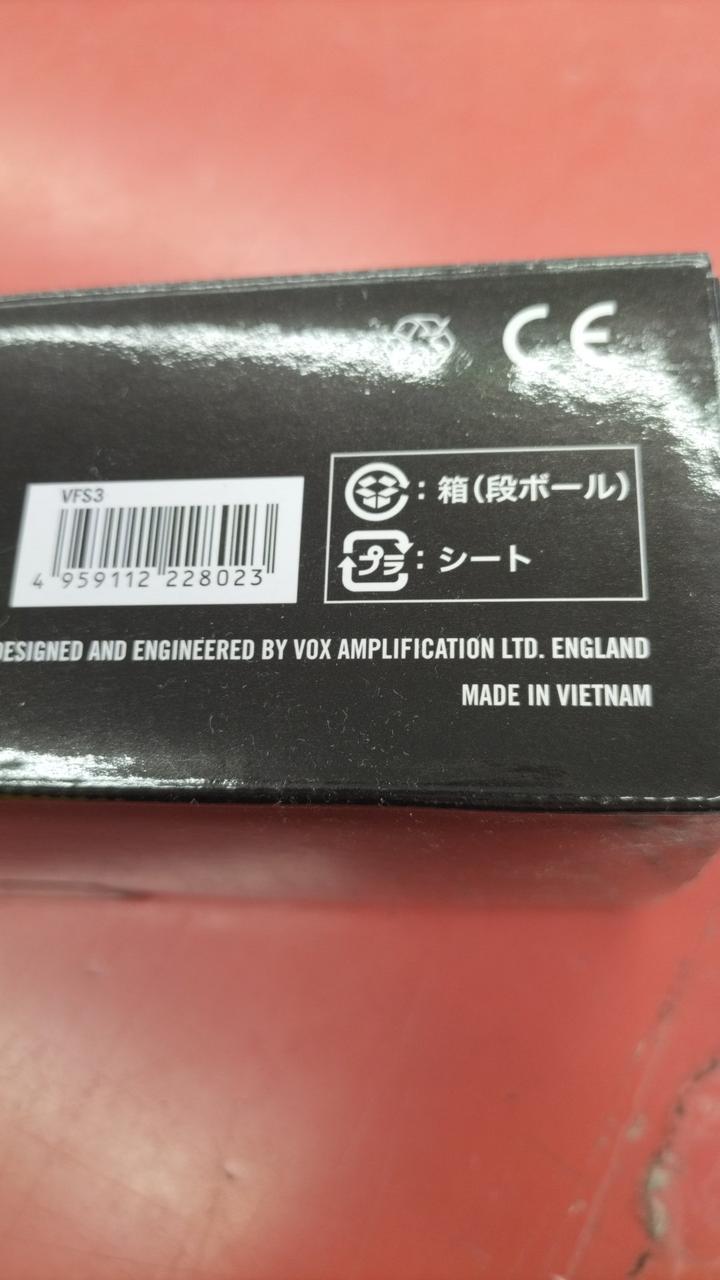 CE
VFS3
4 959112 228023
: 箱(段ボール)
プラ : シート
DESIGNED AND ENGINEERED BY VOX AMPLIFICATION LTD. ENGLAND
MADE IN VIETNAM